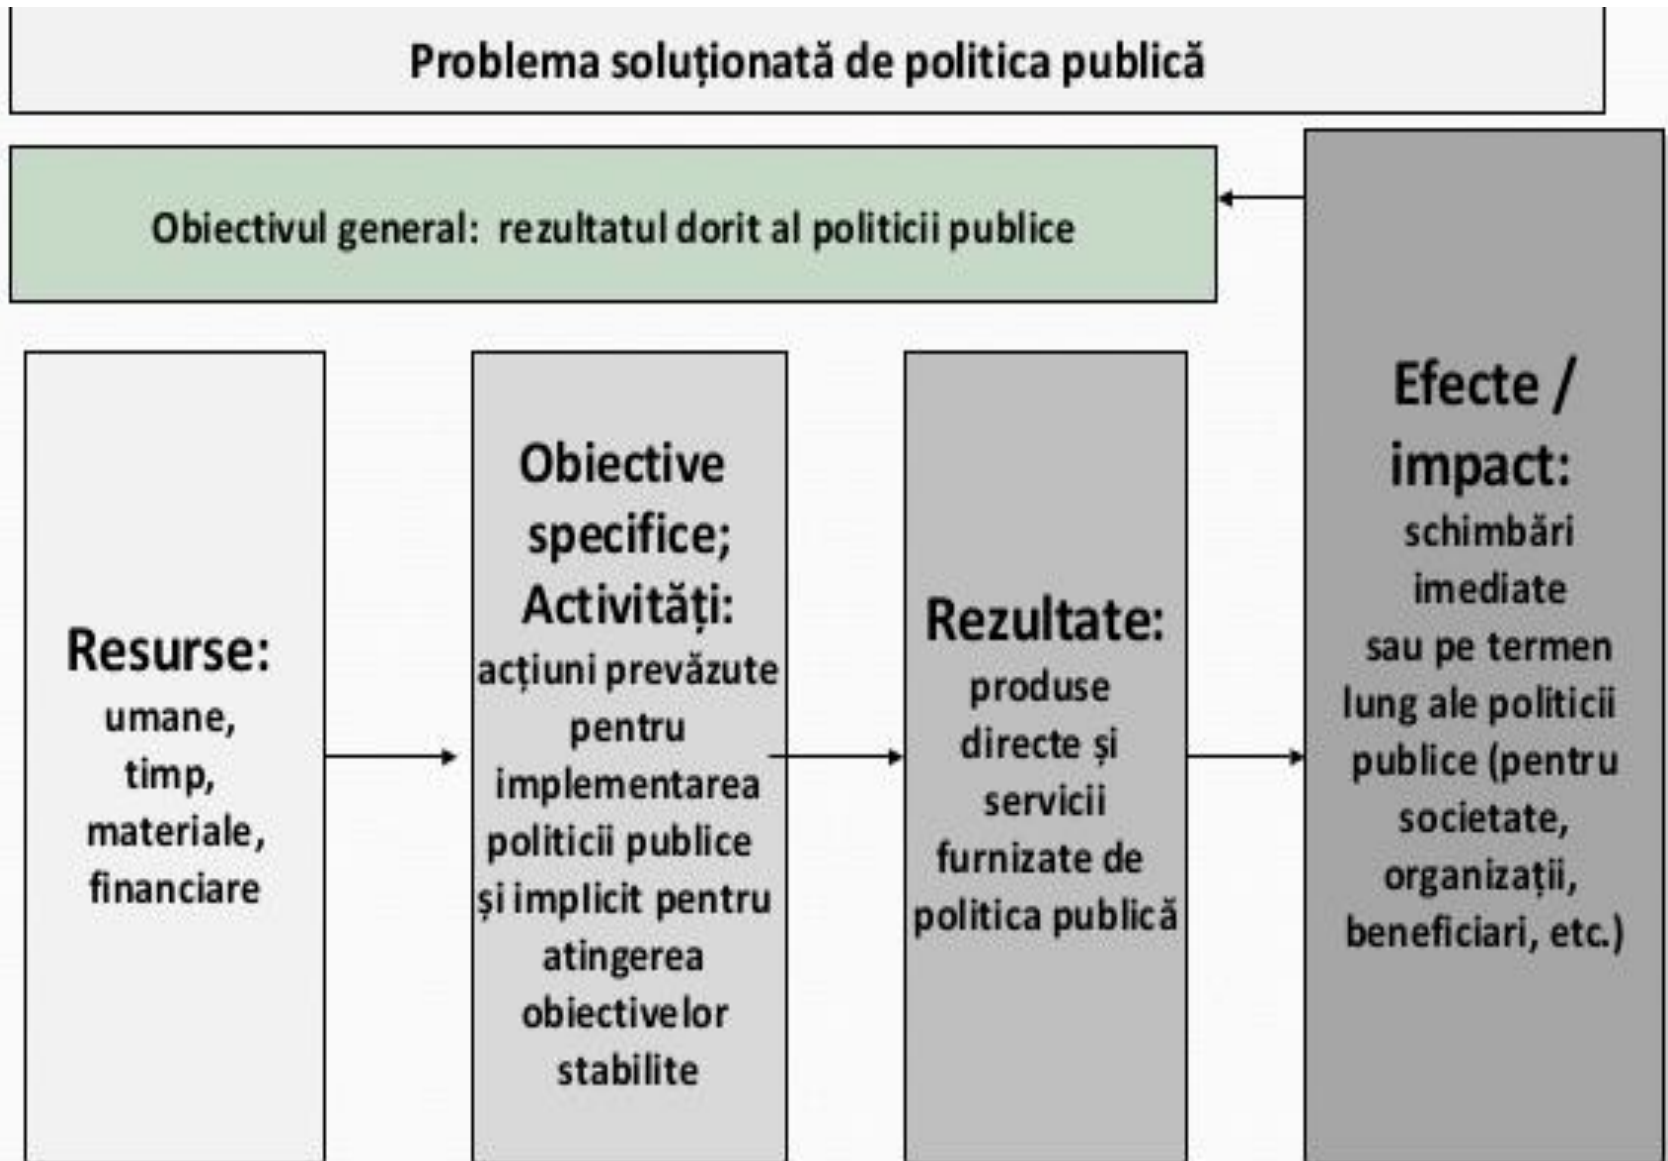 Problema soluționată de politica publică
Obiectivul general: rezultatul dorit al politicii publice
Resurse:
umane,
timp,
materiale,
financiare
Obiective
specifice;
Activități:
acțiuni prevăzute
pentru
implementarea
politicii publice
și implicit pentru
atingerea
obiectivelor
stabilite
Rezultate:
produse
directe și
servicii
furnizate de
politica publică
Efecte /
impact:
schimbări
imediate
sau pe termen
lung ale politicii
publice (pentru
societate,
organizații,
beneficiari, etc.)